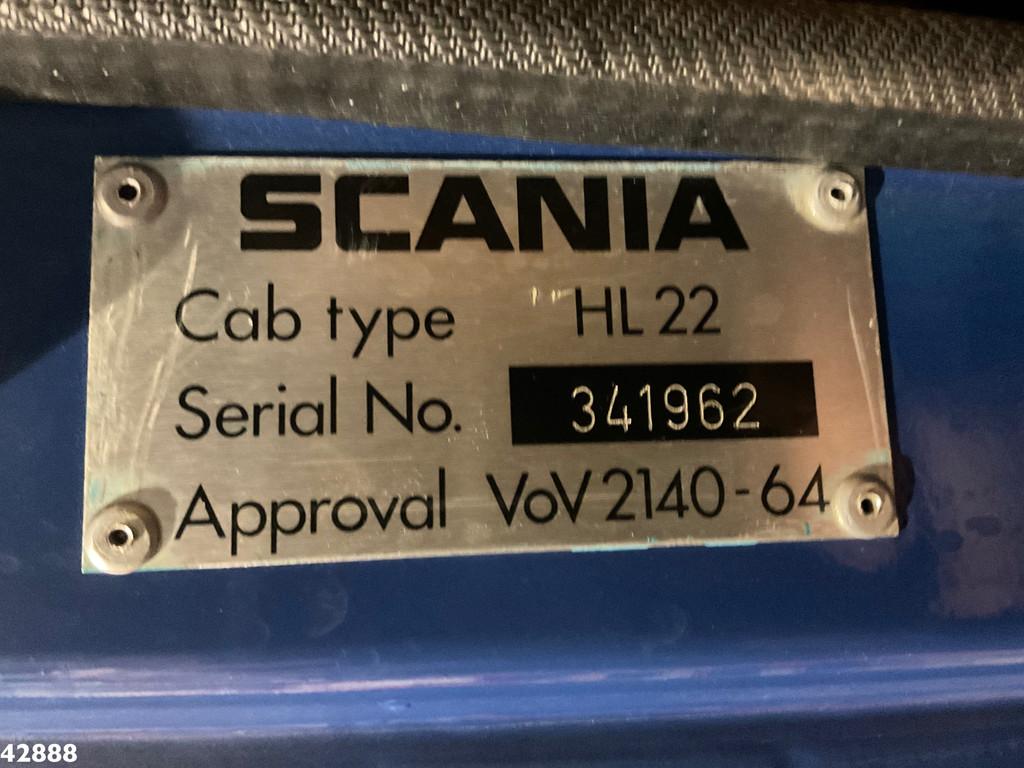 SCANIA
Cab type HL 22
Serial No. 341962
Approval VoV 2140-64
42888